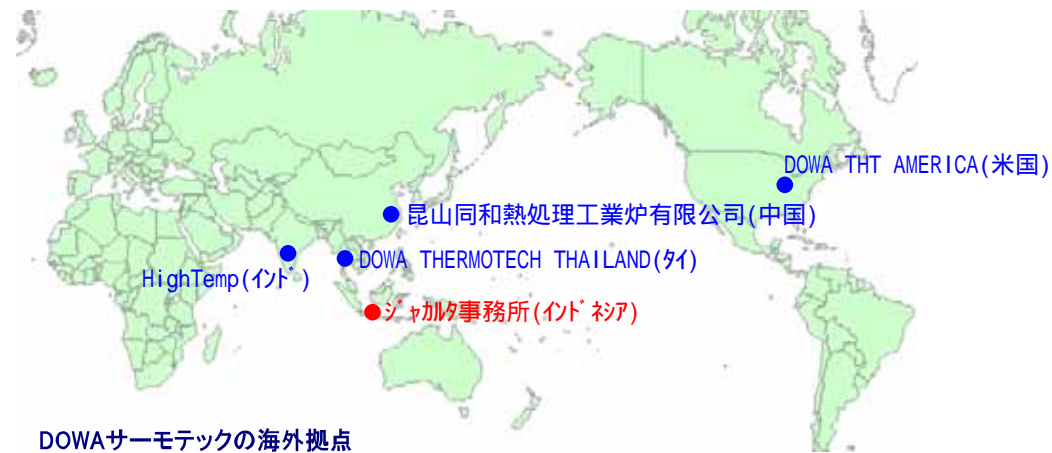 DOWA THT AMERICA(米国)
昆山同和熱処理工業炉有限公司(中国)
DOWA THERMOTECH THAILAND(ﾀｲ)
HighTemp(ｲﾝﾄﾞ)
ｼﾞｬｶﾙﾀ事務所(ｲﾝﾄﾞﾈｼｱ)
DOWAサーモテックの海外拠点